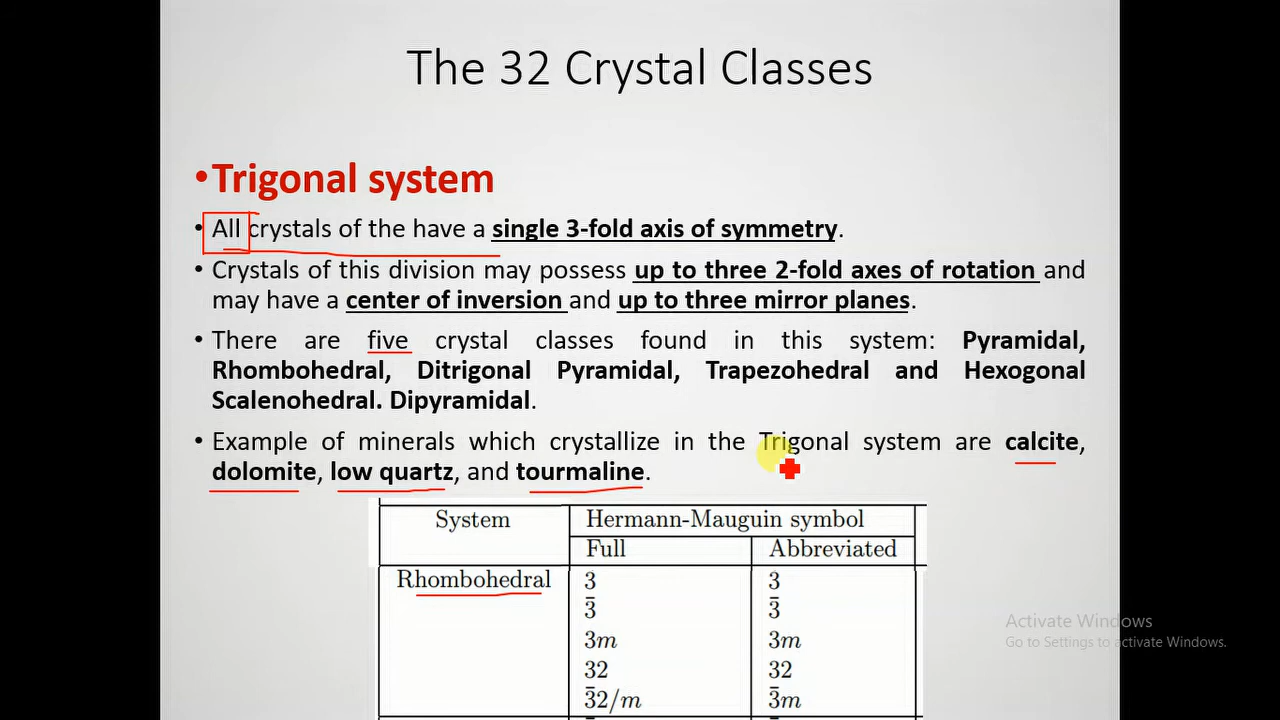 The 32 Crystal Classes
•Trigonal system
• All crystals of the have a single 3-fold axis of symmetry.
• Crystals of this division may possess up to three 2-fold axes of rotation and
may have a center of inversion and up to three mirror planes.
• There are five crystal classes found in this system: Pyramidal,
Rhombohedral, Ditrigonal Pyramidal, Trapezohedral and Hexogonal
Scalenohedral. Dipyramidal.
• Example of minerals which crystallize in the Trigonal system are calcite,
dolomite, low quartz, and tourmaline.
System Hermann-Mauguin symbol
Full Abbreviated
Rhombohedral 3 3
3̄ 3̄
3m 3m
32 32
3̄2/m 3̄m
Activate Windows
Go to Settings to activate Windows.